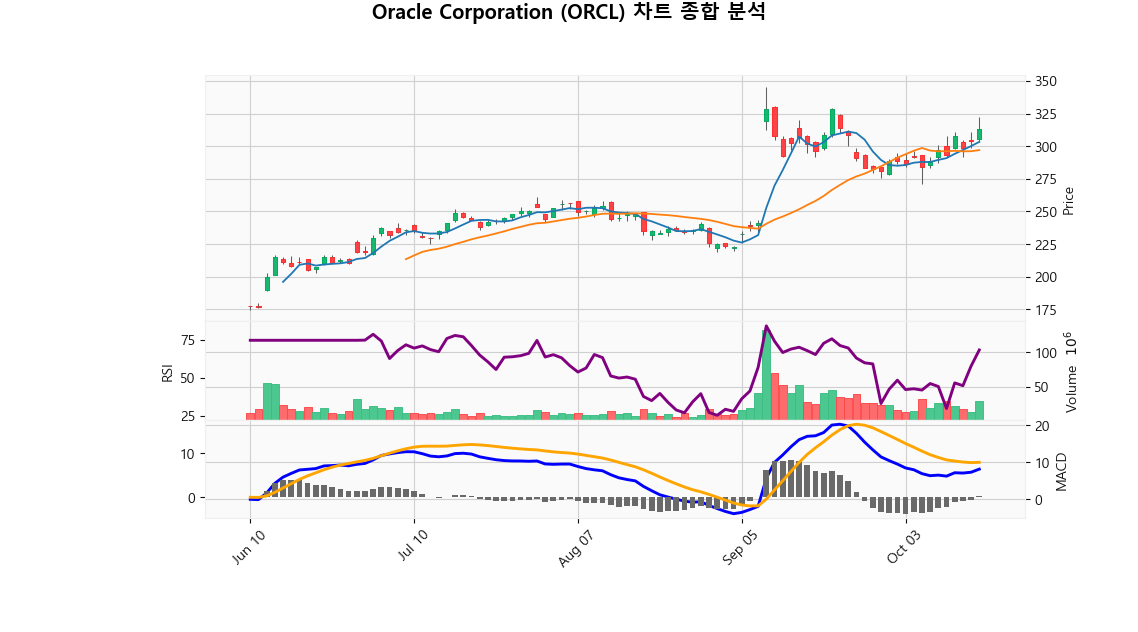 Oracle Corporation (ORCL) 차트 종합 분석
350
325
300
275
250
225
200
175
Price
75
50
25
RSI
100
50
Volume 10^6
10
0
20
10
0
MACD
Jun 10
Jul 10
Aug 07
Sep 05
Oct 03